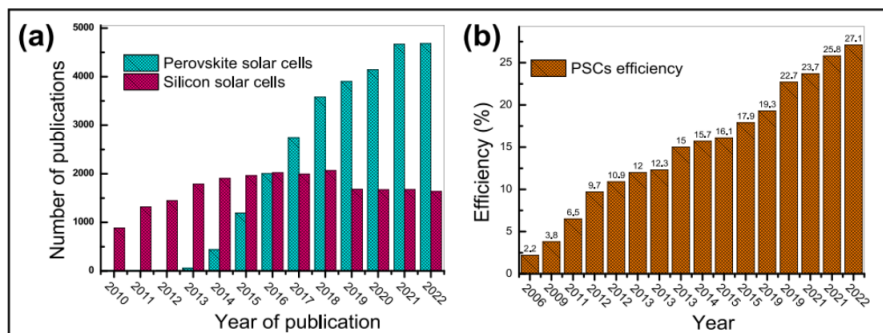 (a)
Perovskite solar cells
Silicon solar cells
Number of publications
5000
4000
3000
2000
1000
0
2010 2011 2012 2013 2014 2015 2016 2017 2018 2019 2020 2021 2022
Year of publication
(b)
PSCs efficiency
Efficiency (%)
25
20
15
10
5
0
2.2 3.8 6.5 9.7 10.9 12 12.3 15 15.7 16.1 17.9 19.3 22.7 23.7 25.8 27.1
2006 2009 2011 2012 2012 2013 2013 2013 2014 2015 2015 2019 2019 2021 2021 2022
Year